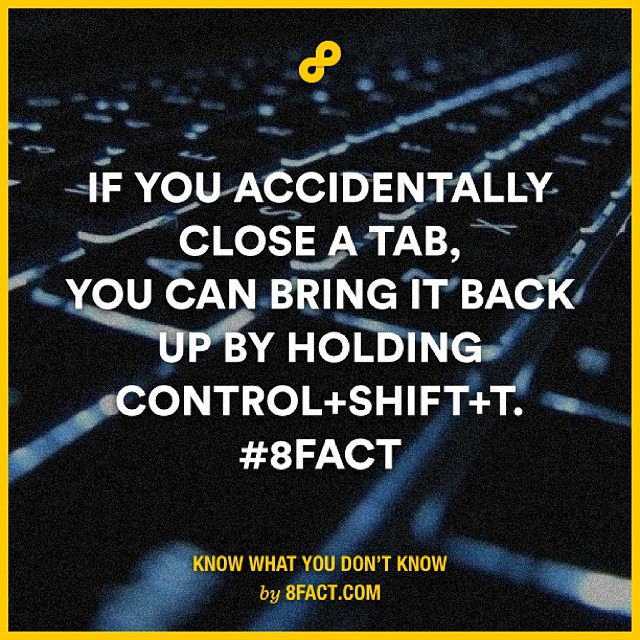 IF YOU ACCIDENTALLY
CLOSE A TAB,
YOU CAN BRING IT BACK
UP BY HOLDING
CONTROL+SHIFT+T.
#8FACT
KNOW WHAT YOU DON'T KNOW
by 8FACT.COM